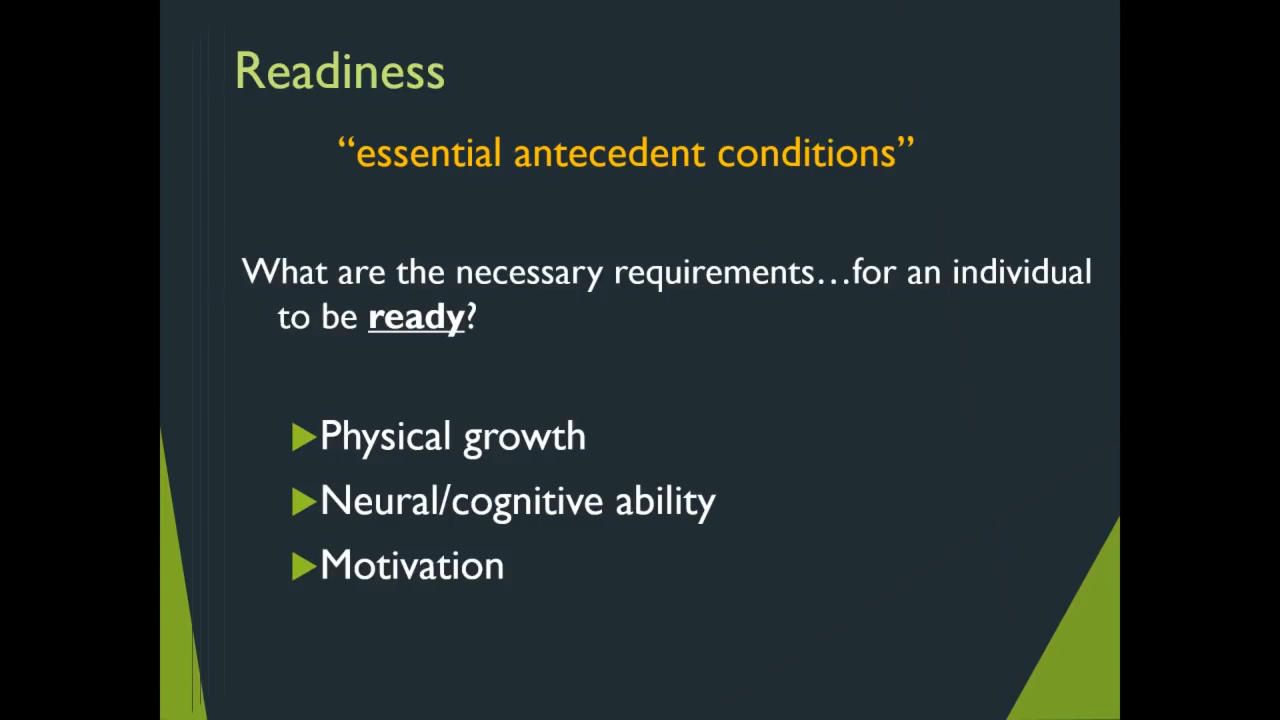 Readiness
“essential antecedent conditions”
What are the necessary requirements…for an individual
to be ready?
Physical growth
Neural/cognitive ability
Motivation